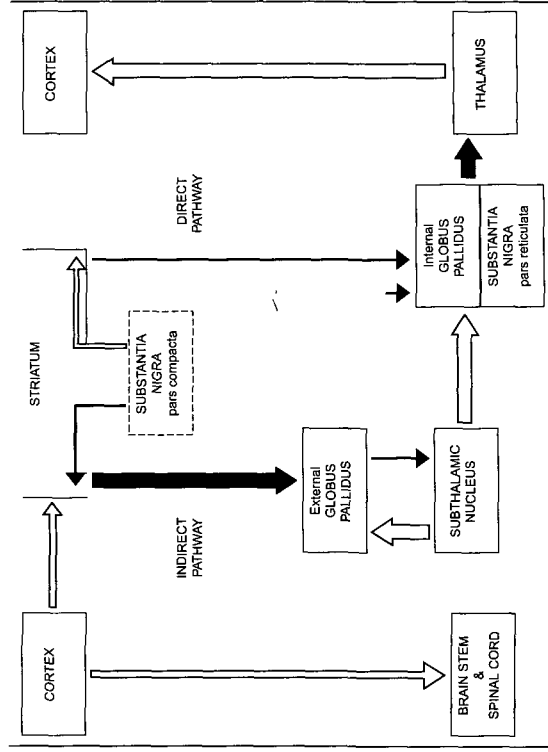 CORTEX
STRIATUM
CORTEX
SUBSTANTIA
NIGRA
pars compacta
INDIRECT
PATHWAY
DIRECT
PATHWAY
External
GLOBUS
PALLIDUS
SUBTHALAMIC
NUCLEUS
Internal
GLOBUS
PALLIDUS
SUBSTANTIA
NIGRA
pars reticulata
BRAIN STEM
&
SPINAL CORD
THALAMUS